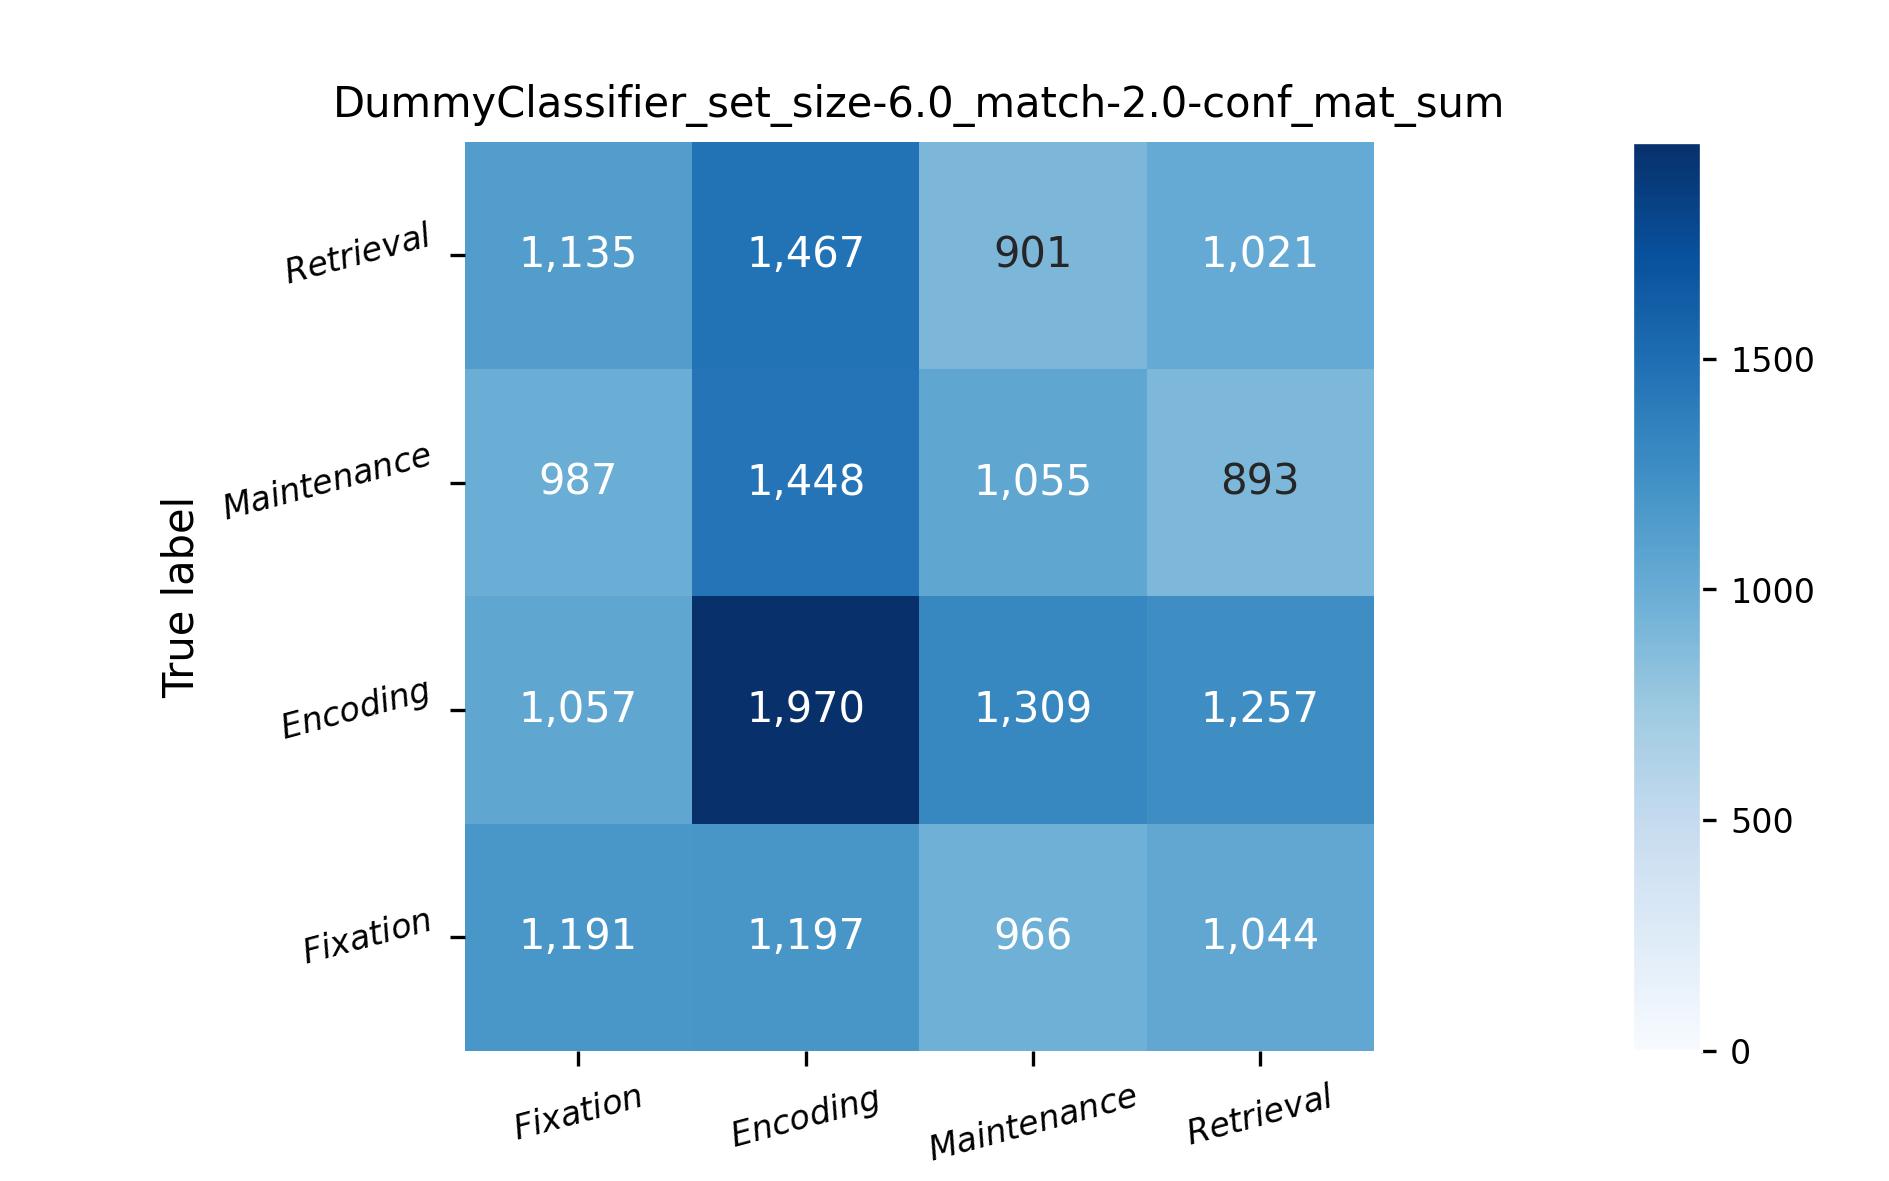 DummyClassifier_set_size-6.0_match-2.0-conf_mat_sum
True label
Retrieval 1,135 1,467 901 1,021
Maintenance 987 1,448 1,055 893
Encoding 1,057 1,970 1,309 1,257
Fixation 1,191 1,197 966 1,044
Fixation Encoding Maintenance Retrieval
1500
1000
500
0